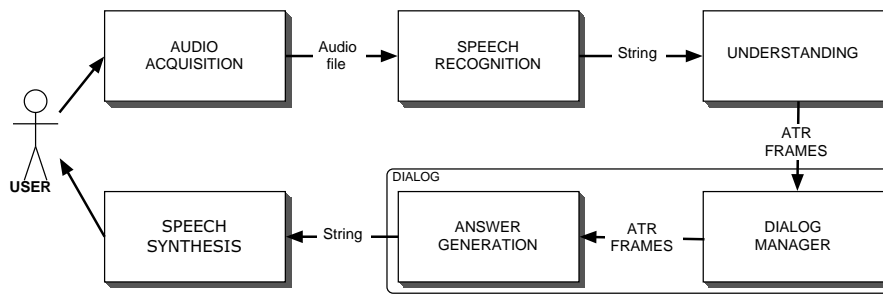 AUDIO
ACQUISITION
Audio
file
SPEECH
RECOGNITION
String
UNDERSTANDING
ATR
FRAMES
USER
DIALOG
SPEECH
SYNTHESIS
String
ANSWER
GENERATION
ATR
FRAMES
DIALOG
MANAGER